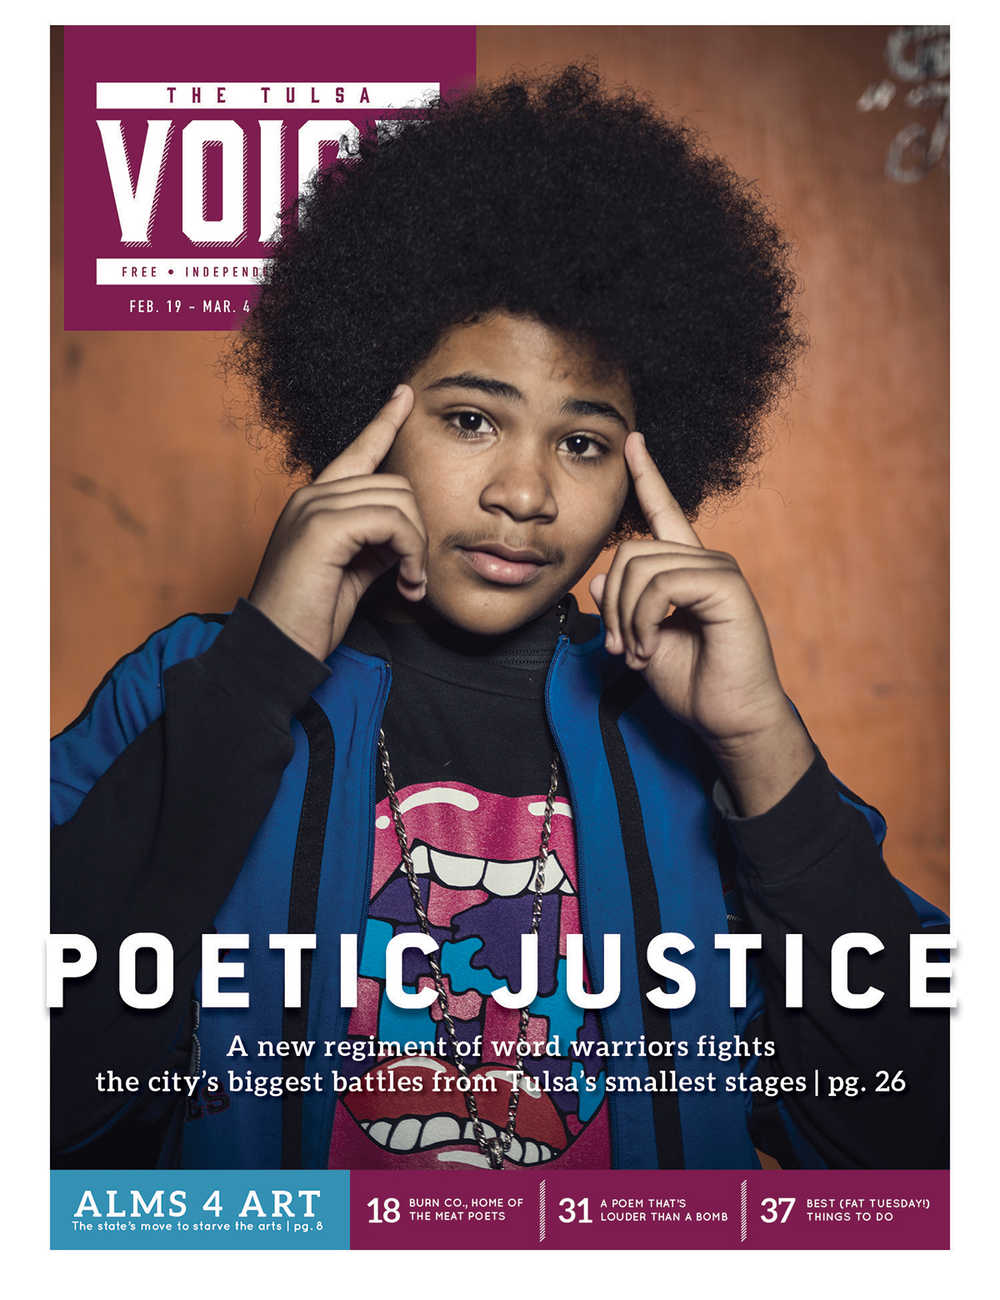 THE TULSA
VOIC
FREE • INDEPEND
FEB. 19 – MAR. 4
POETIC JUSTICE
A new regiment of word warriors fights
the city's biggest battles from Tulsa's smallest stages | pg. 26
ALMS 4 ART
The state's move to starve the arts | pg. 8
18 BURN CO., HOME OF
THE MEAT POETS
31 A POEM THAT'S
LOUDER THAN A BOMB
37 BEST (FAT TUESDAY!)
THINGS TO DO